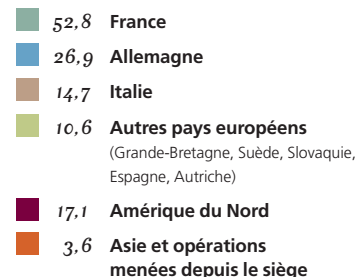 52,8 France
26,9 Allemagne
14,7 Italie
10,6 Autres pays européens
(Grande-Bretagne, Suède, Slovaquie,
Espagne, Autriche)
17,1 Amérique du Nord
3,6 Asie et opérations
menées depuis le siège